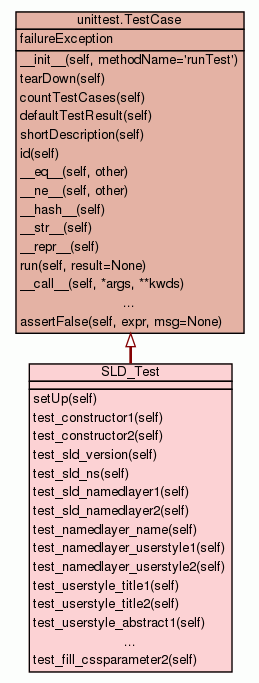 unittest.TestCase
failureException
__init__(self, methodName='runTest')
tearDown(self)
countTestCases(self)
defaultTestResult(self)
shortDescription(self)
id(self)
__eq__(self, other)
__ne__(self, other)
__hash__(self)
__str__(self)
__repr__(self)
run(self, result=None)
__call__(self, *args, **kwds)
...
assertFalse(self, expr, msg=None)
SLD_Test
setUp(self)
test_constructor1(self)
test_constructor2(self)
test_sld_version(self)
test_sld_ns(self)
test_sld_namedlayer1(self)
test_sld_namedlayer2(self)
test_namedlayer_name(self)
test_namedlayer_userstyle1(self)
test_namedlayer_userstyle2(self)
test_userstyle_title1(self)
test_userstyle_title2(self)
test_userstyle_abstract1(self)
...
test_fill_cssparameter2(self)